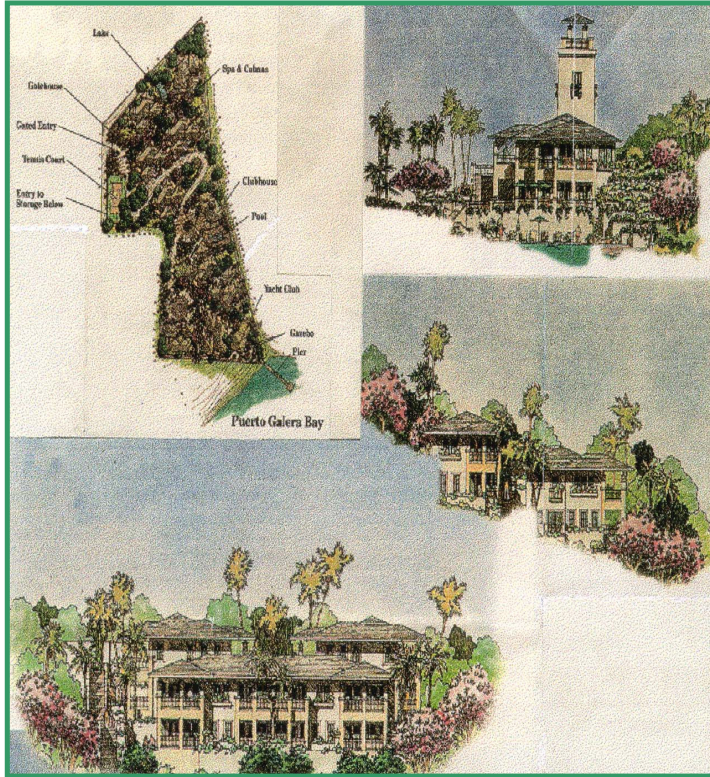 Lake
Spa & Cabnas
Gatehouse
Gated Entry
Tennis Court
Clubhouse
Entry to
Storage Below
Pool
Yacht Club
Gazebo
Pier
Puerto Galera Bay